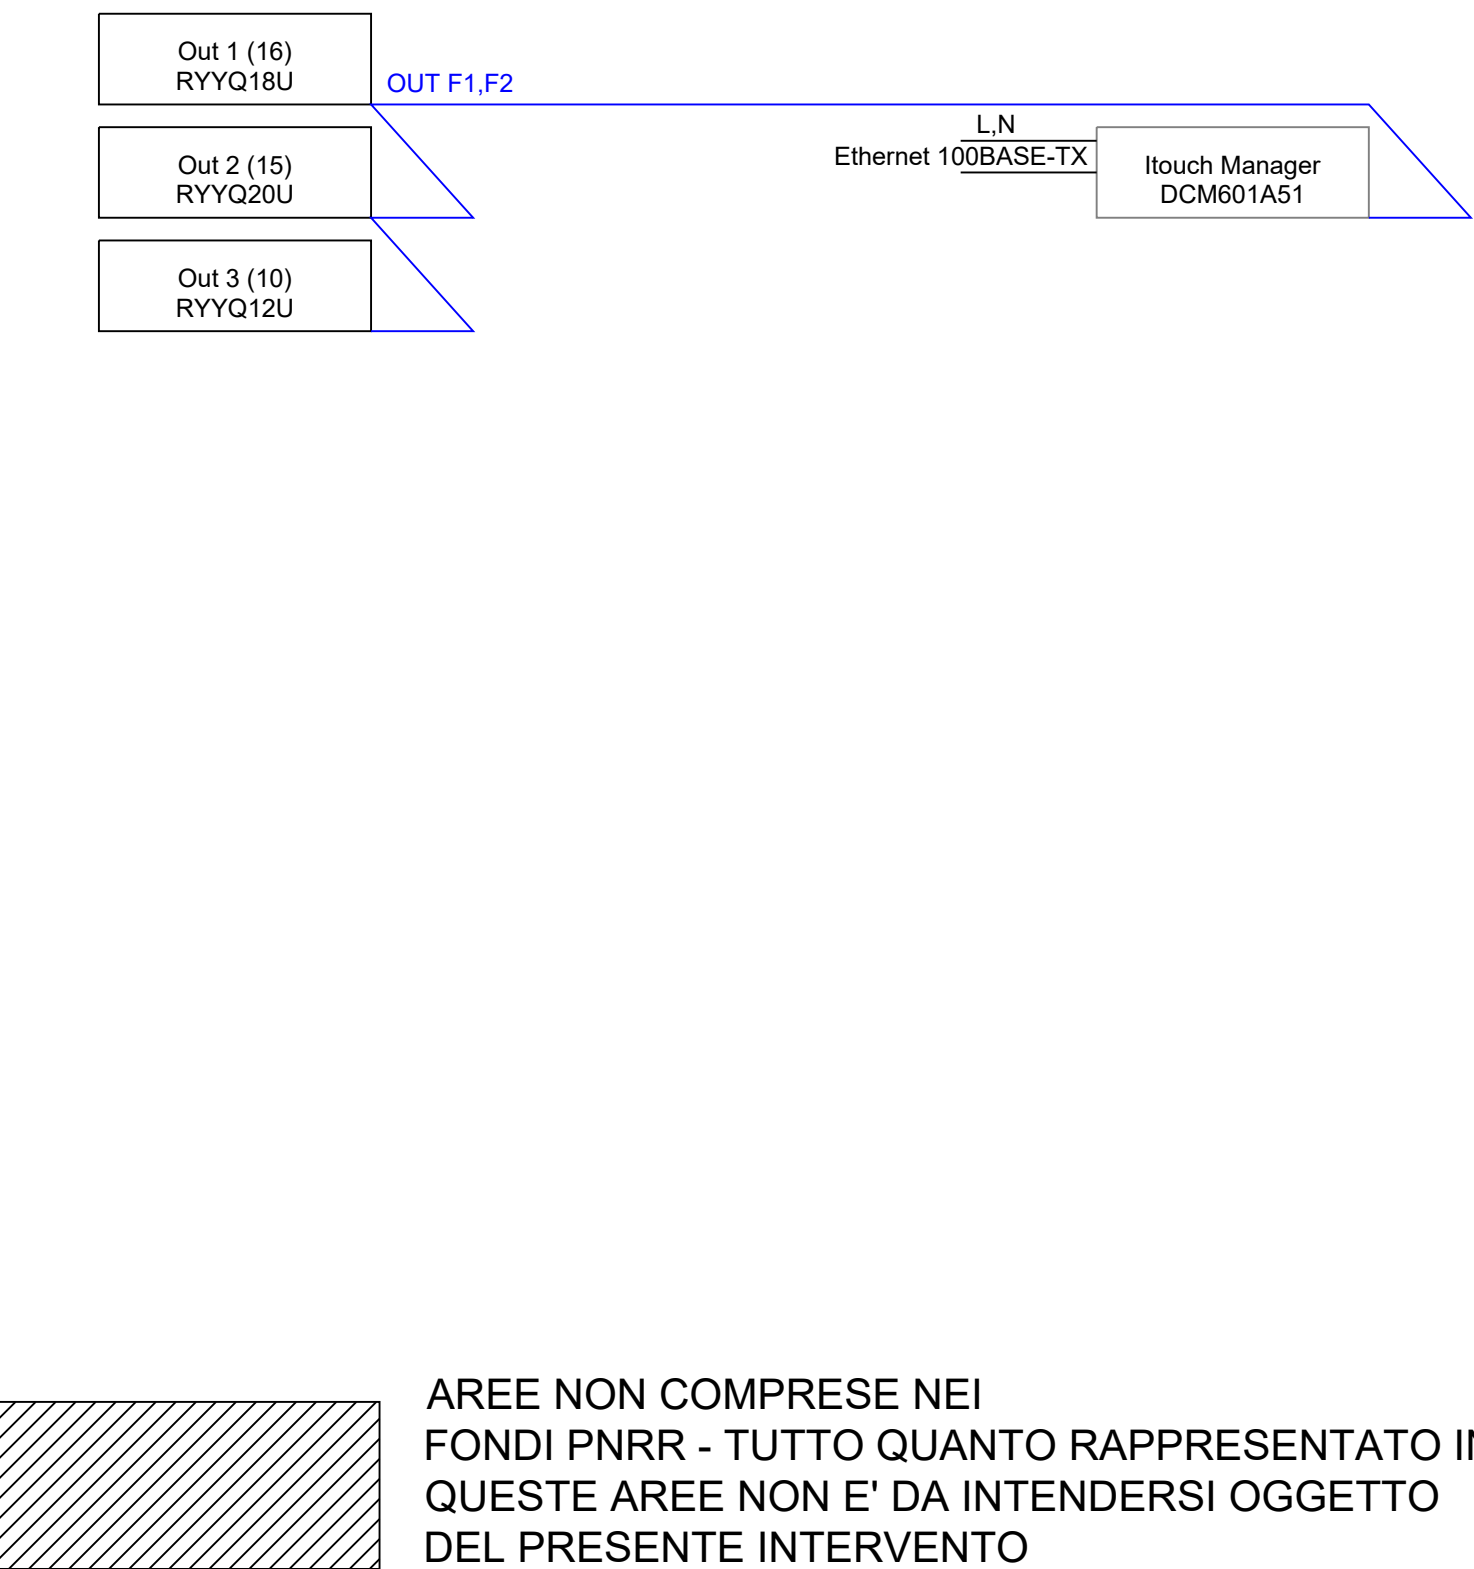 Out 1 (16)
RYYQ18U
OUT F1,F2
L,N
Ethernet 100BASE-TX
Out 2 (15)
RYYQ20U
Itouch Manager
DCM601A51
Out 3 (10)
RYYQ12U
AREE NON COMPRESE NEI
FONDI PNRR - TUTTO QUANTO RAPPRESENTATO
QUESTE AREE NON E' DA INTENDERSI OGGETTO
DEL PRESENTE INTERVENTO